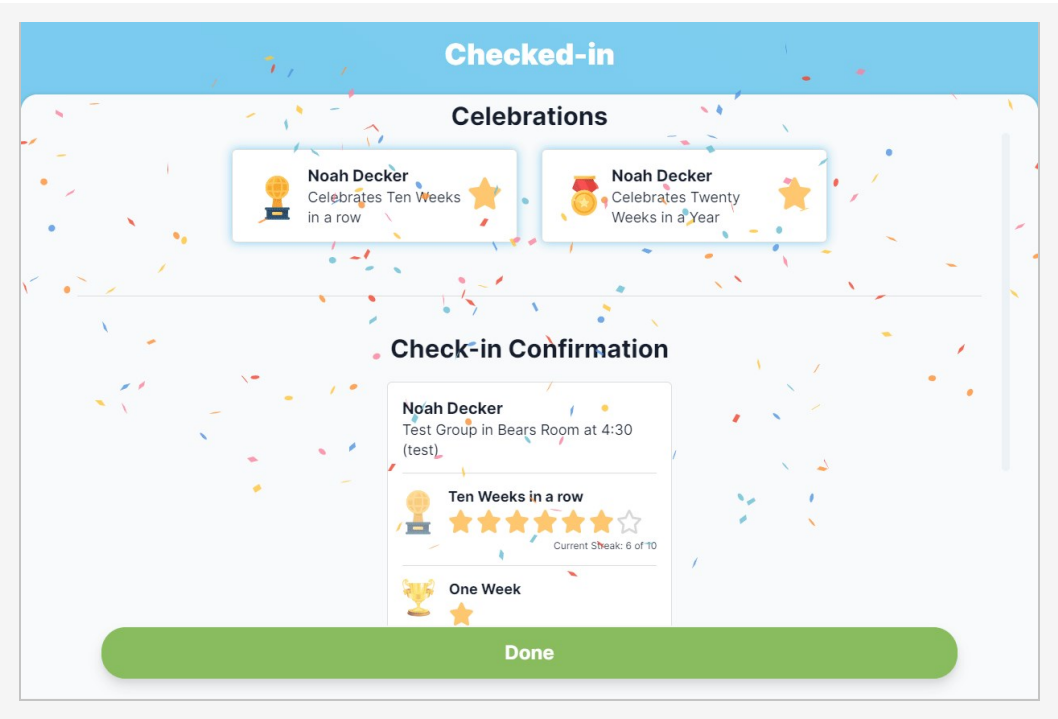 Checked-in
Celebrations
Noah Decker
Celebrates Ten Weeks
in a row
Noah Decker
Celebrates Twenty
Weeks in a Year
Check-in Confirmation
Noah Decker
Test Group in Bears Room at 4:30
(test)
Ten Weeks in a row
Current Streak: 6 of 10
One Week
Done